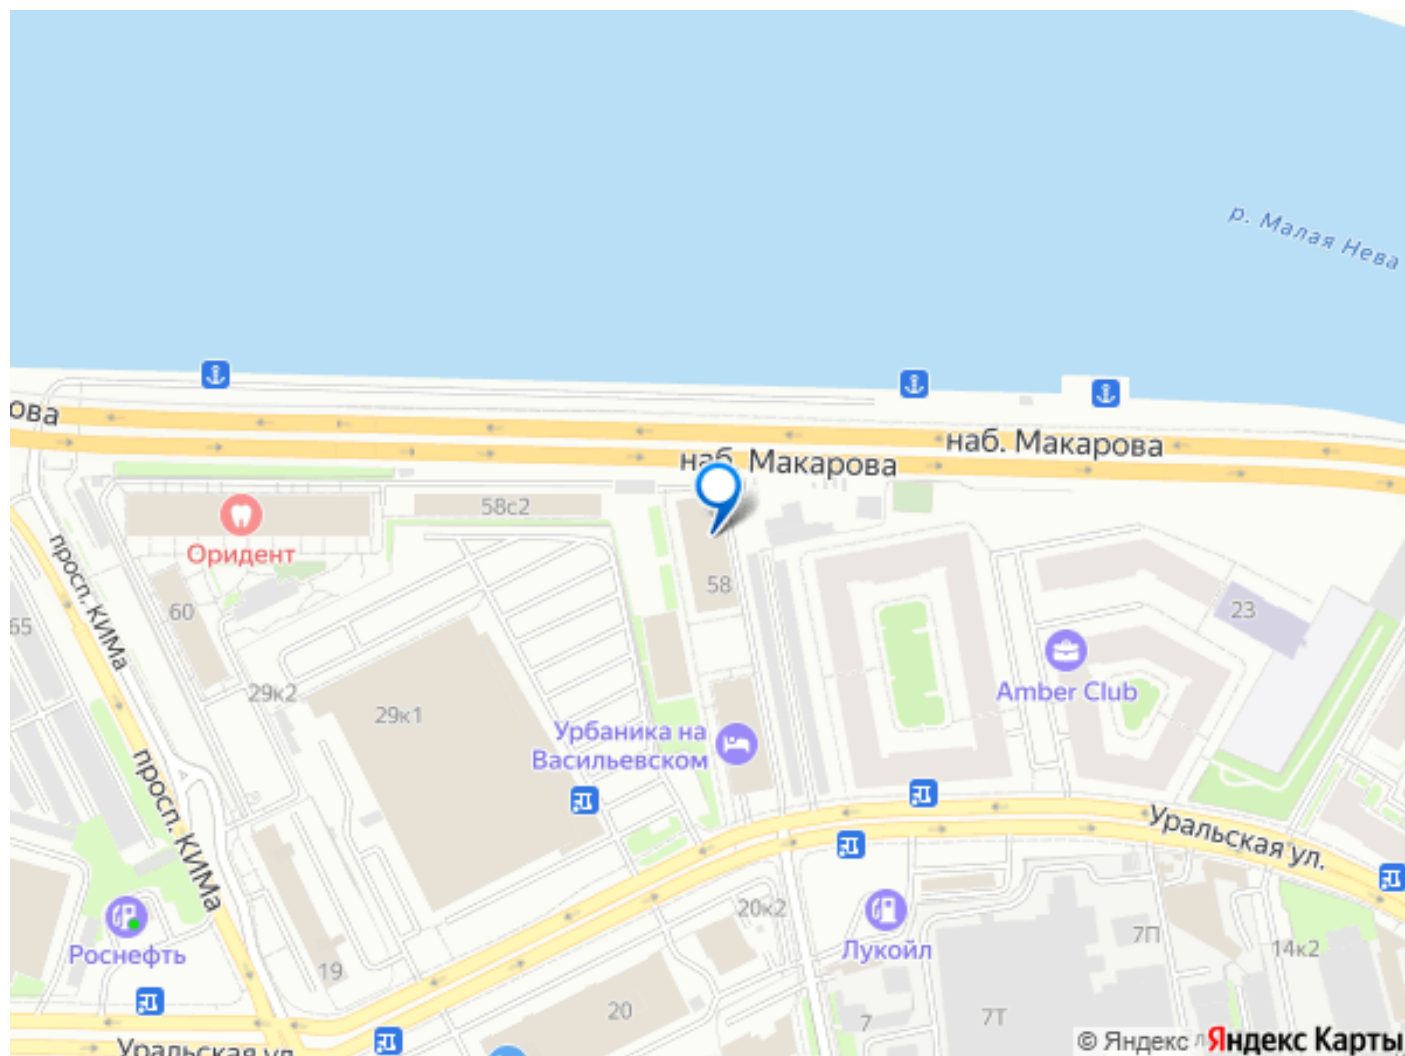 р. Малая Нева
ова
наб. Макарова
наб. Макарова
58с2
Оридент
просп. КИМа
58
60
65
23
29к2
29к1
Amber Club
Урбаника на
Васильевском
просп. КИМа
Уральская ул.
20к2
Роснефть
Лукойл
7П
14к2
19
20
7
7Т
Уральская ул.
© Яндекс
Яндекс Карты